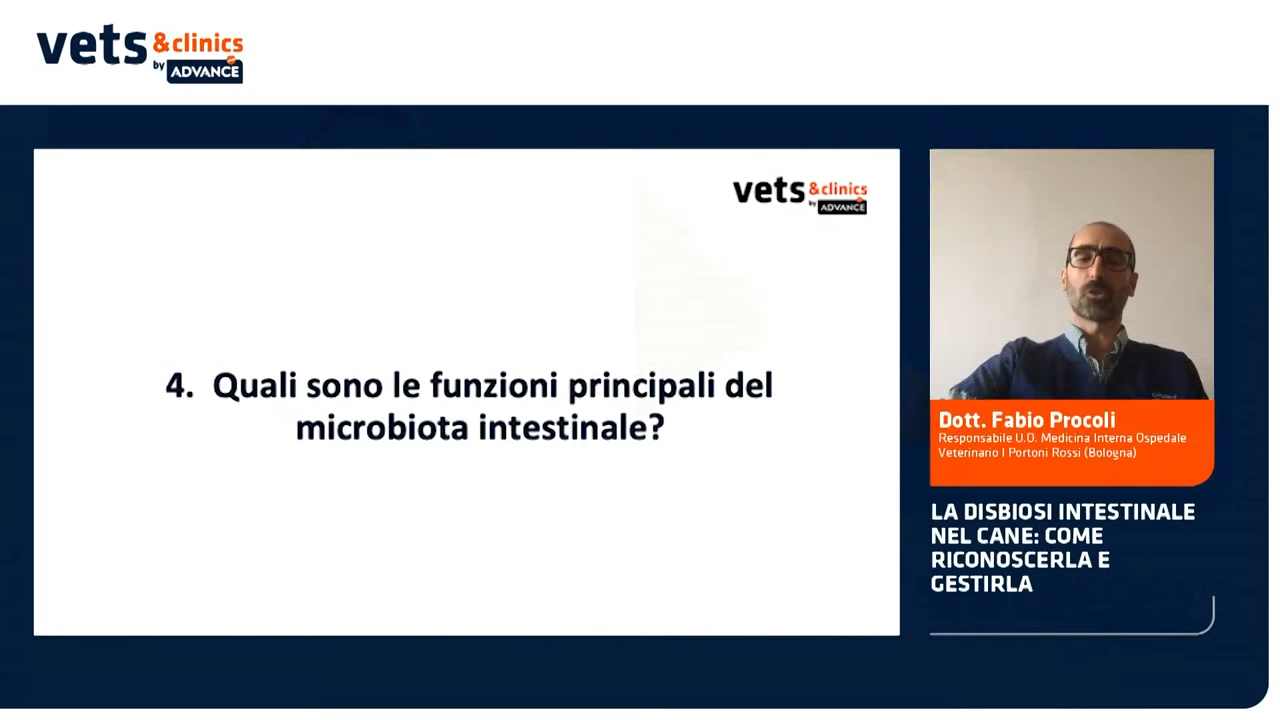 vets &clinics
by ADVANCE
vets &clinics
by ADVANCE
4. Quali sono le funzioni principali del
microbiota intestinale?
Dott. Fabio Procoli
Responsabile U.O. Medicina Interna Ospedale
Veterinario I Portoni Rossi (Bologna)
LA DISBIOSI INTESTINALE
NEL CANE: COME
RICONOSCERLA E
GESTIRLA